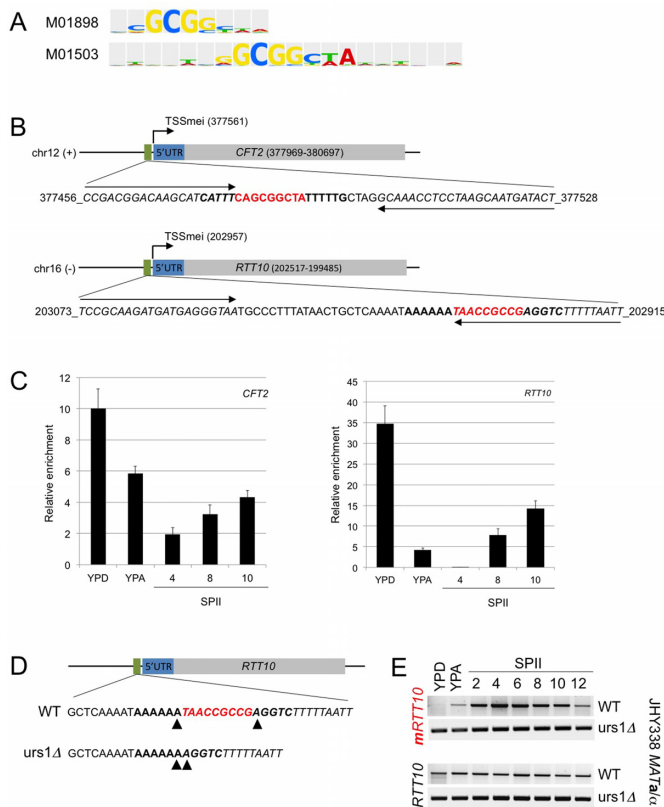 A
M01898
M01503
B
TSSmei (377561)
chr12 (+)
5'UTR
CFT2 (377969-380697)
377456_CCGACGGACAAGCATCATTTCAGCGGCTATTTTTGCTAGGCAAACCTCCTAAGCAATGATACT_377528
TSSmei (202957)
chr16 (-)
5'UTR
RTT10 (202517-199485)
203073_TCCGCAAGATGATGAGGGTAATGCCCTTTATAACTGCTCAAAATAAAAAATAACCGCCGAGGTCTTTTTAATT_202915
C
CFT2
Relative enrichment
12
10
8
6
4
2
0
YPD YPA 4 8 10
SPII
RTT10
Relative enrichment
45
40
35
30
25
20
15
10
5
0
YPD YPA 4 8 10
SPII
D
5'UTR
RTT10
WT GCTCAAAATAAAAAATAACCGCCGAGGTCTTTTTAATT
urs1Δ GCTCAAAATAAAAAAAGGTCTTTTTAATT
E
YPD YPA SPII
2 4 6 8 10 12
mRTT10
WT
urs1Δ
RTT10
WT
urs1Δ
JHY338 MATa/α